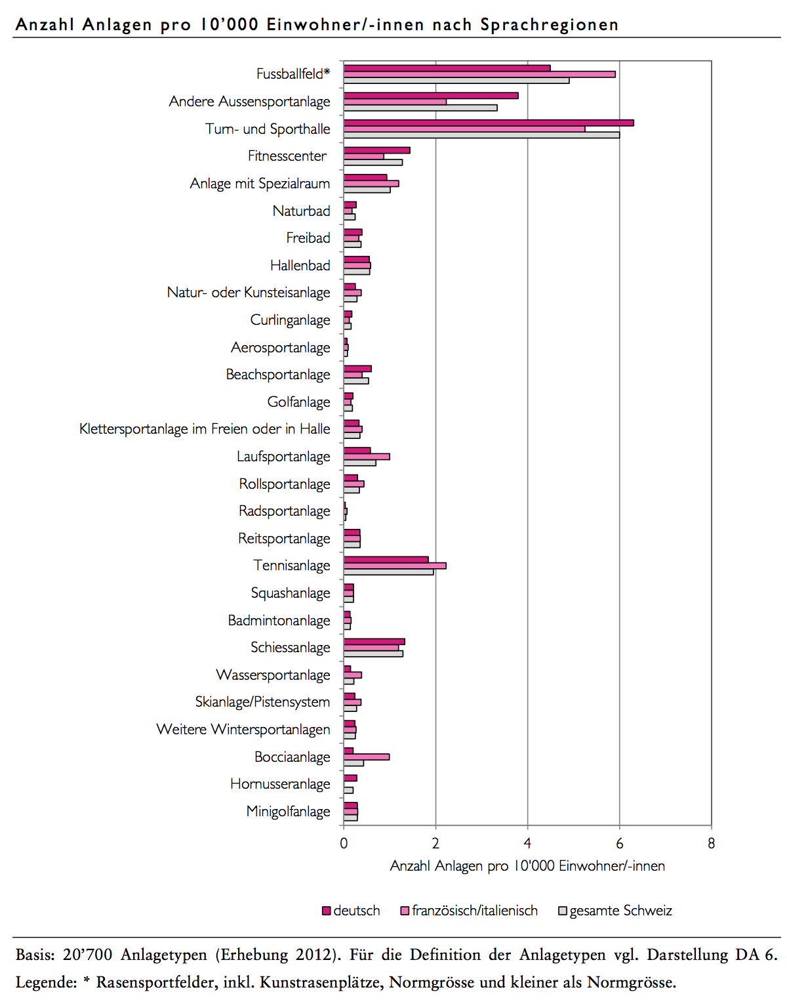 Anzahl Anlagen pro 10’000 Einwohner/-innen nach Sprachregionen
Fussballfeld*
Andere Aussensportanlage
Turn- und Sporthalle
Fitnesscenter
Anlage mit Spezialraum
Naturbad
Freibad
Hallenbad
Natur- oder Kunsteisanlage
Curlinganlage
Aerosportanlage
Beachsportanlage
Golfanlage
Klettersportanlage im Freien oder in Halle
Laufsportanlage
Rollsportanlage
Radsportanlage
Reitsportanlage
Tennisanlage
Squashanlage
Badmintonanlage
Schiessanlage
Wassersportanlage
Skianlage/Pistensystem
Weitere Wintersportanlagen
Bocciaanlage
Hornusseranlage
Minigolfanlage
0 2 4 6 8
Anzahl Anlagen pro 10'000 Einwohner/-innen
deutsch französisch/italienisch gesamte Schweiz
Basis: 20’700 Anlagetypen (Erhebung 2012). Für die Definition der Anlagetypen vgl. Darstellung DA 6.
Legende: * Rasensportfelder, inkl. Kunstrasenplätze, Normgrösse und kleiner als Normgrösse.